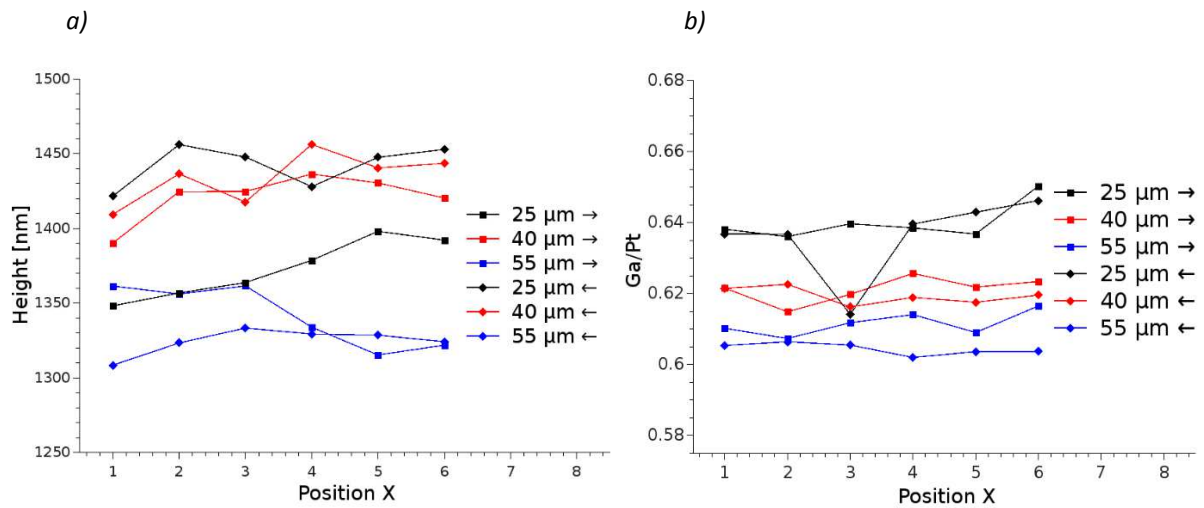 a)
1500
1450
1400
1350
1300
1250
Height [nm]
1 2 3 4 5 6 7 8
Position X
25 µm →
40 µm →
55 µm →
25 µm ←
40 µm ←
55 µm ←
b)
0.68
0.66
0.64
0.62
0.6
0.58
Ga/Pt
1 2 3 4 5 6 7 8
Position X
25 µm →
40 µm →
55 µm →
25 µm ←
40 µm ←
55 µm ←